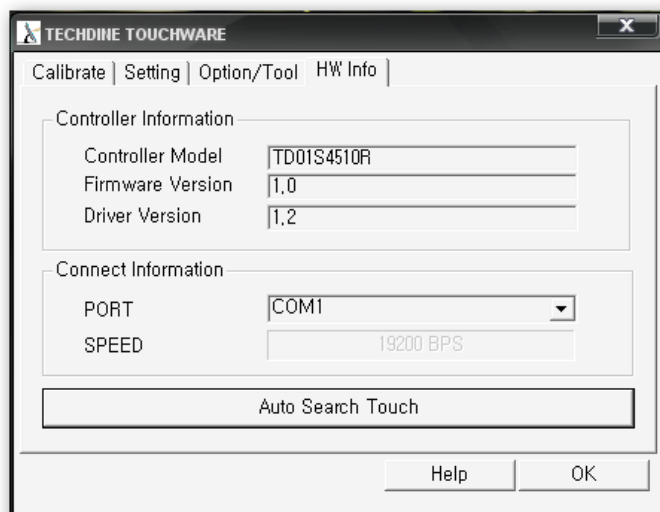 TECHDINE TOUCHWARE
X
Calibrate Setting Option/Tool HW Info
Controller Information
Controller Model TD01S4510R
Firmware Version 1,0
Driver Version 1,2
Connect Information
PORT COM1
SPEED 19200 BPS
Auto Search Touch
Help OK